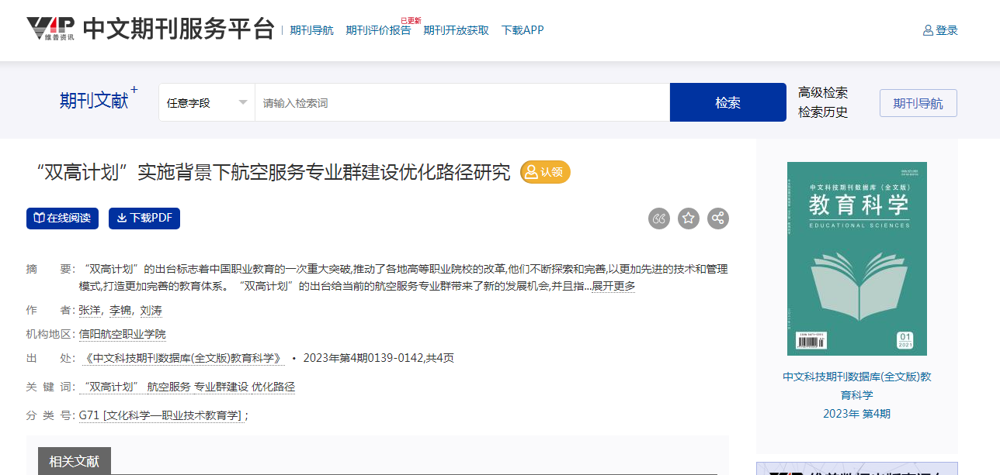 VIP 维普资讯 中文期刊服务平台 期刊导航 期刊评价报告 已更新 期刊开放获取 下载APP 登录
期刊文献+ 任意字段 请输入检索词 检索 高级检索 期刊导航
检索历史
“双高计划”实施背景下航空服务专业群建设优化路径研究 认领
在线阅读 下载PDF
摘 要： “双高计划”的出台标志着中国职业教育的一次重大突破,推动了各地高等职业院校的改革,他们不断探索和完善,以更加先进的技术和管理
模式,打造更加完善的教育体系。“双高计划”的出台给当前的航空服务专业群带来了新的发展机会,并且指...展开更多
作 者： 张洋, 李锦, 刘涛
机构地区： 信阳航空职业学院
出 处： 《中文科技期刊数据库(全文版)教育科学》 • 2023年第4期0139-0142,共4页
关 键 词： “双高计划” 航空服务 专业群建设 优化路径
分 类 号： G71 [文化科学—职业技术教育学] ;
相关文献
中文科技期刊数据库（全文版）
教育科学
EDUCATIONAL SCIENCES
01
2021
中文科技期刊数据库(全文版)教
育科学
2023年 第4期